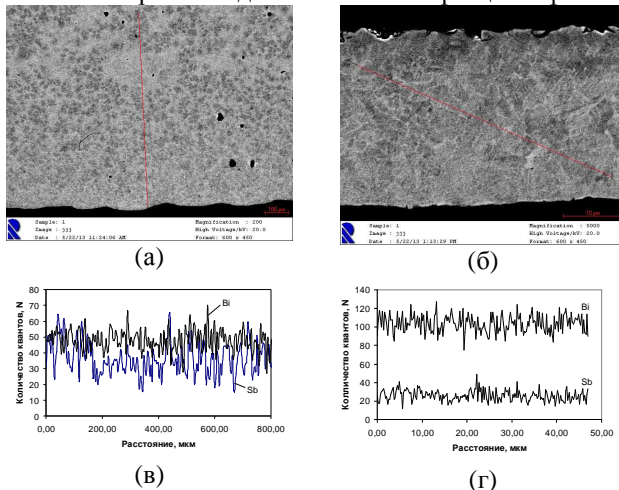 100 µm
Sample: 1
Image : 333
Date : 5/22/13 11:24:06 AM
Magnification : 200
High Voltage/kV: 20.0
Format: 600 x 450
(а)
10 µm
Sample: 1
Image : 333
Date : 5/22/13 1:13:29 PM
Magnification : 5000
High Voltage/kV: 20.0
Format: 600 x 450
(б)
Количество квантов, N
80
70
60
50
40
30
20
10
0
Bi
Sb
0,00 200,00 400,00 600,00 800,00
Расстояние, мкм
(в)
Колличество квантов, N
140
120
100
80
60
40
20
0
Bi
Sb
0,00 10,00 20,00 30,00 40,00 50,00
Расстояние, мкм
(г)